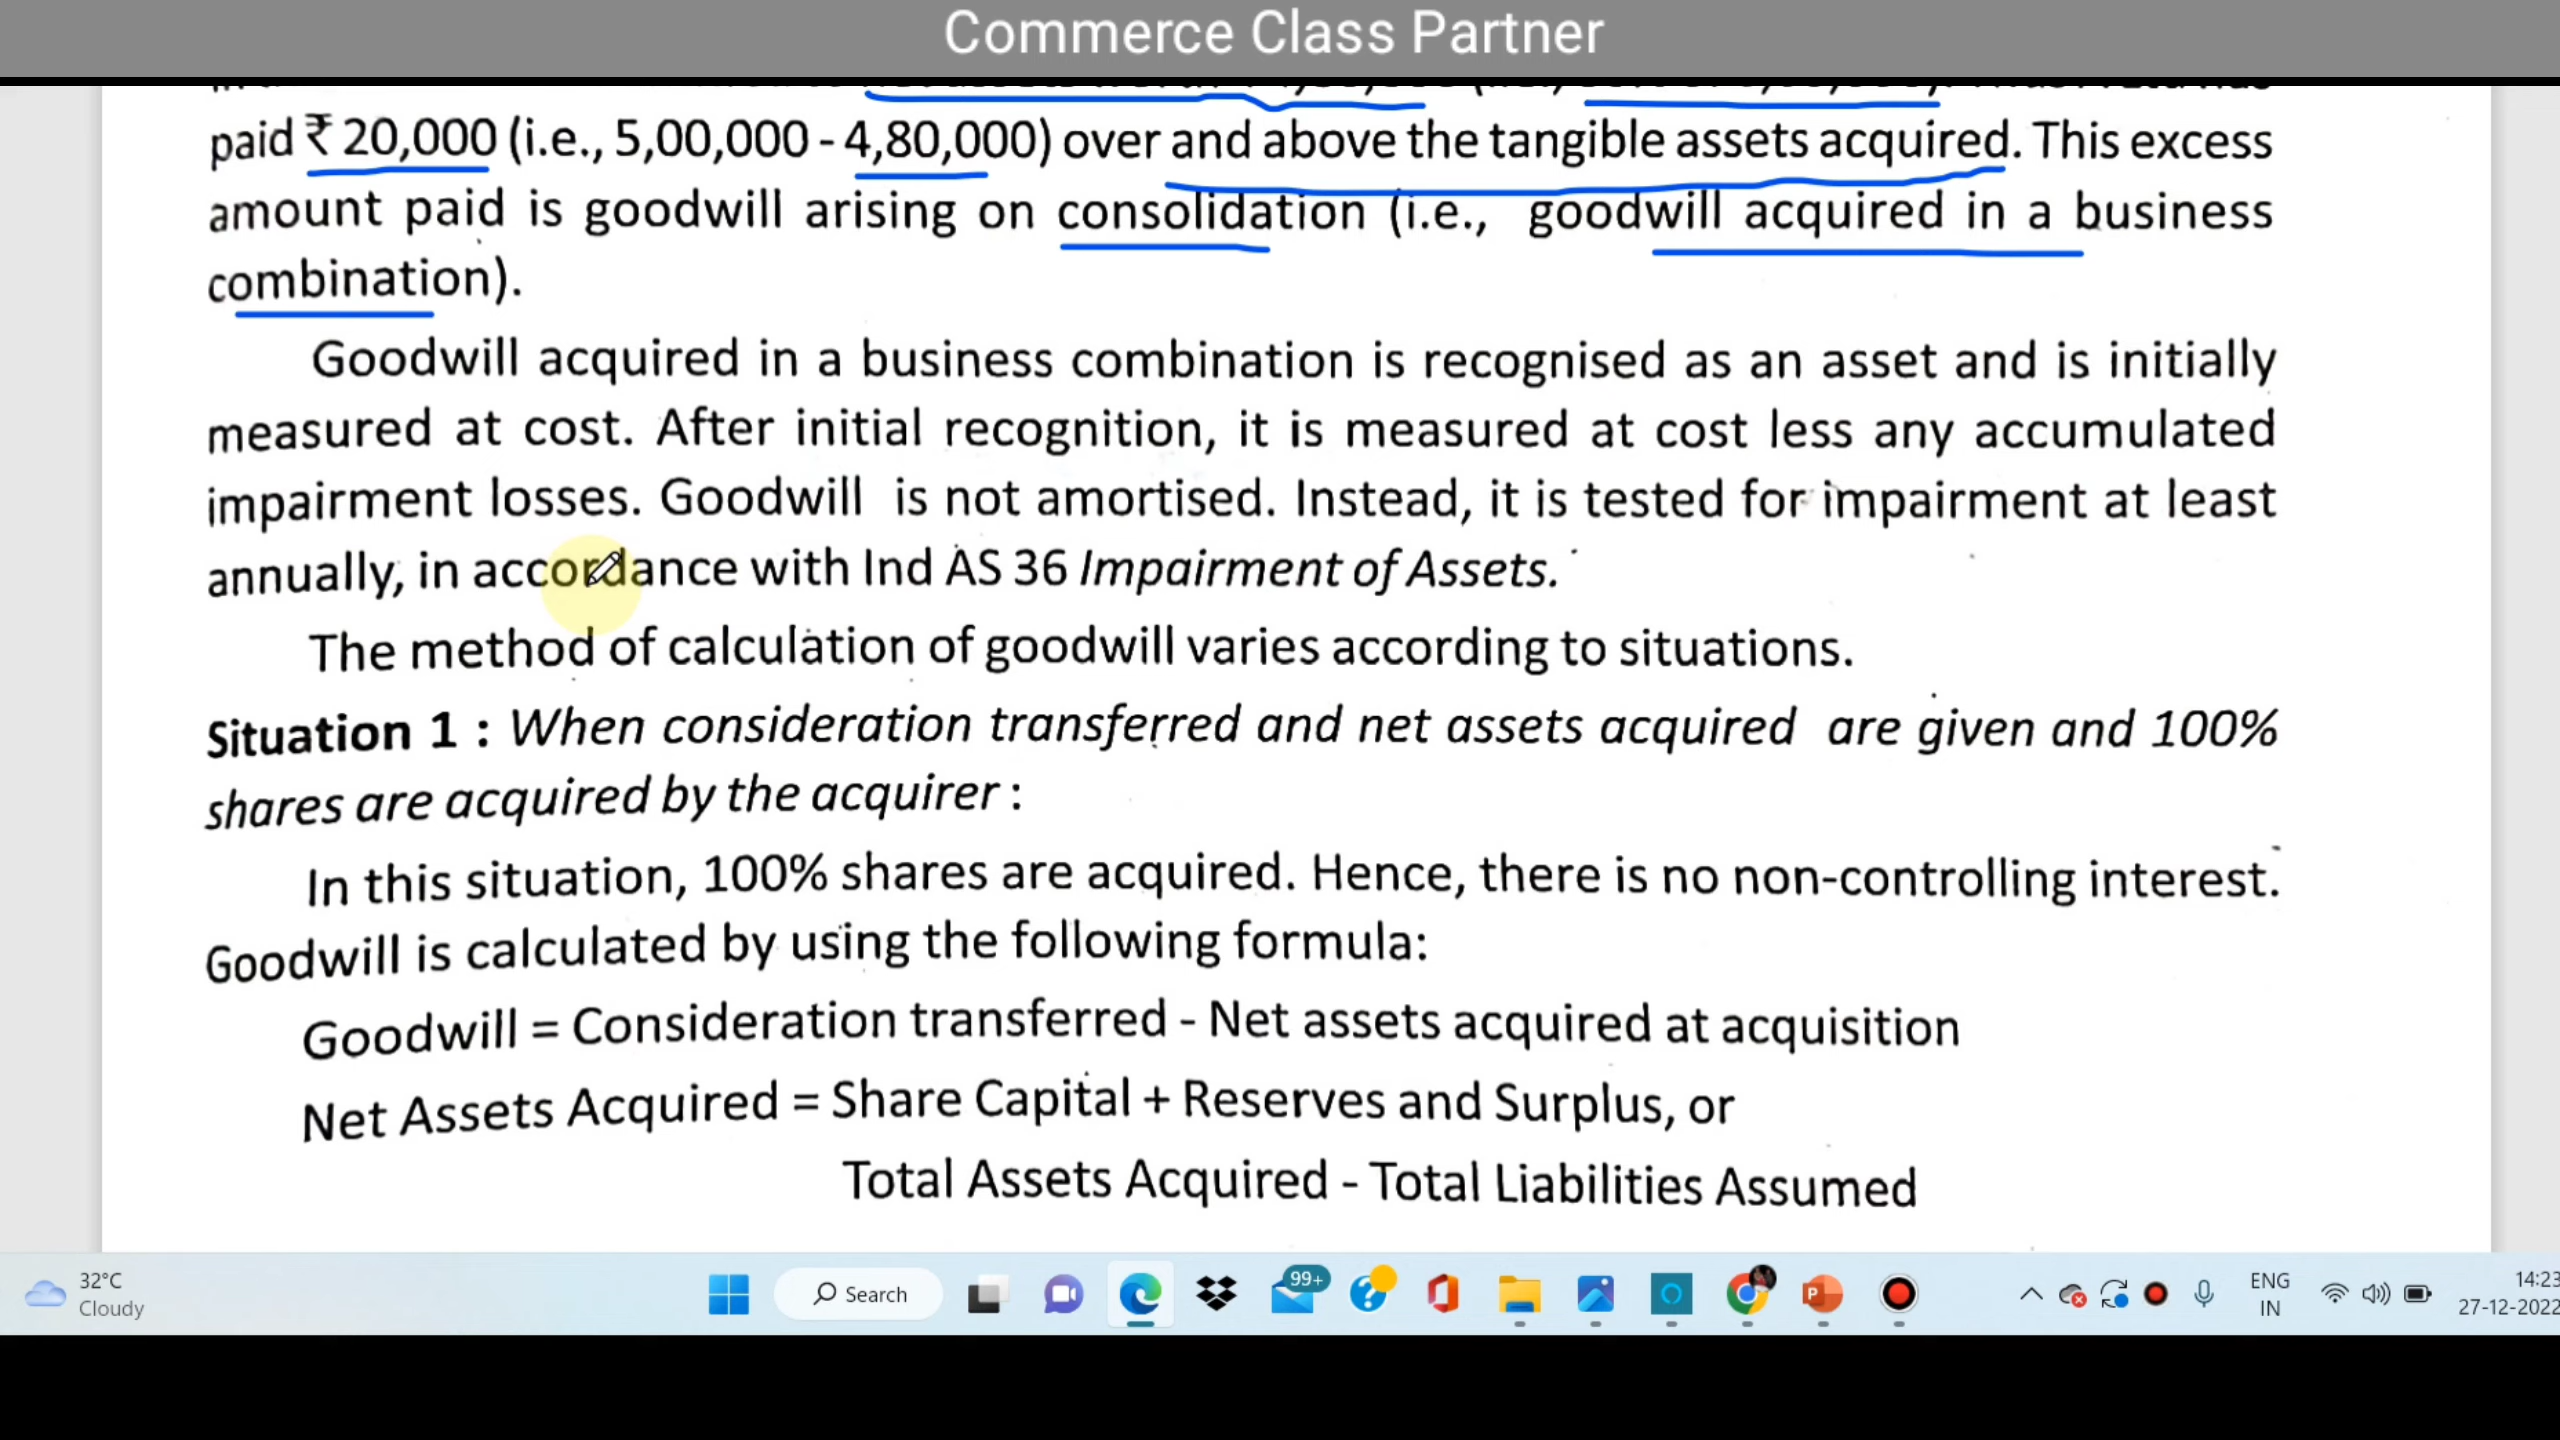 Commerce Class Partner
paid ₹ 20,000 (i.e., 5,00,000 - 4,80,000) over and above the tangible assets acquired. This excess
amount paid is goodwill arising on consolidation (i.e., goodwill acquired in a business
combination).
Goodwill acquired in a business combination is recognised as an asset and is initially
measured at cost. After initial recognition, it is measured at cost less any accumulated
impairment losses. Goodwill is not amortised. Instead, it is tested for impairment at least
annually, in accordance with Ind AS 36 Impairment of Assets.
The method of calculation of goodwill varies according to situations.
Situation 1 : When consideration transferred and net assets acquired are given and 100%
shares are acquired by the acquirer :
In this situation, 100% shares are acquired. Hence, there is no non-controlling interest.
Goodwill is calculated by using the following formula:
Goodwill = Consideration transferred - Net assets acquired at acquisition
Net Assets Acquired = Share Capital + Reserves and Surplus, or
Total Assets Acquired - Total Liabilities Assumed
32°C
Cloudy
Search
99+
ENG
IN
14:23
27-12-2022